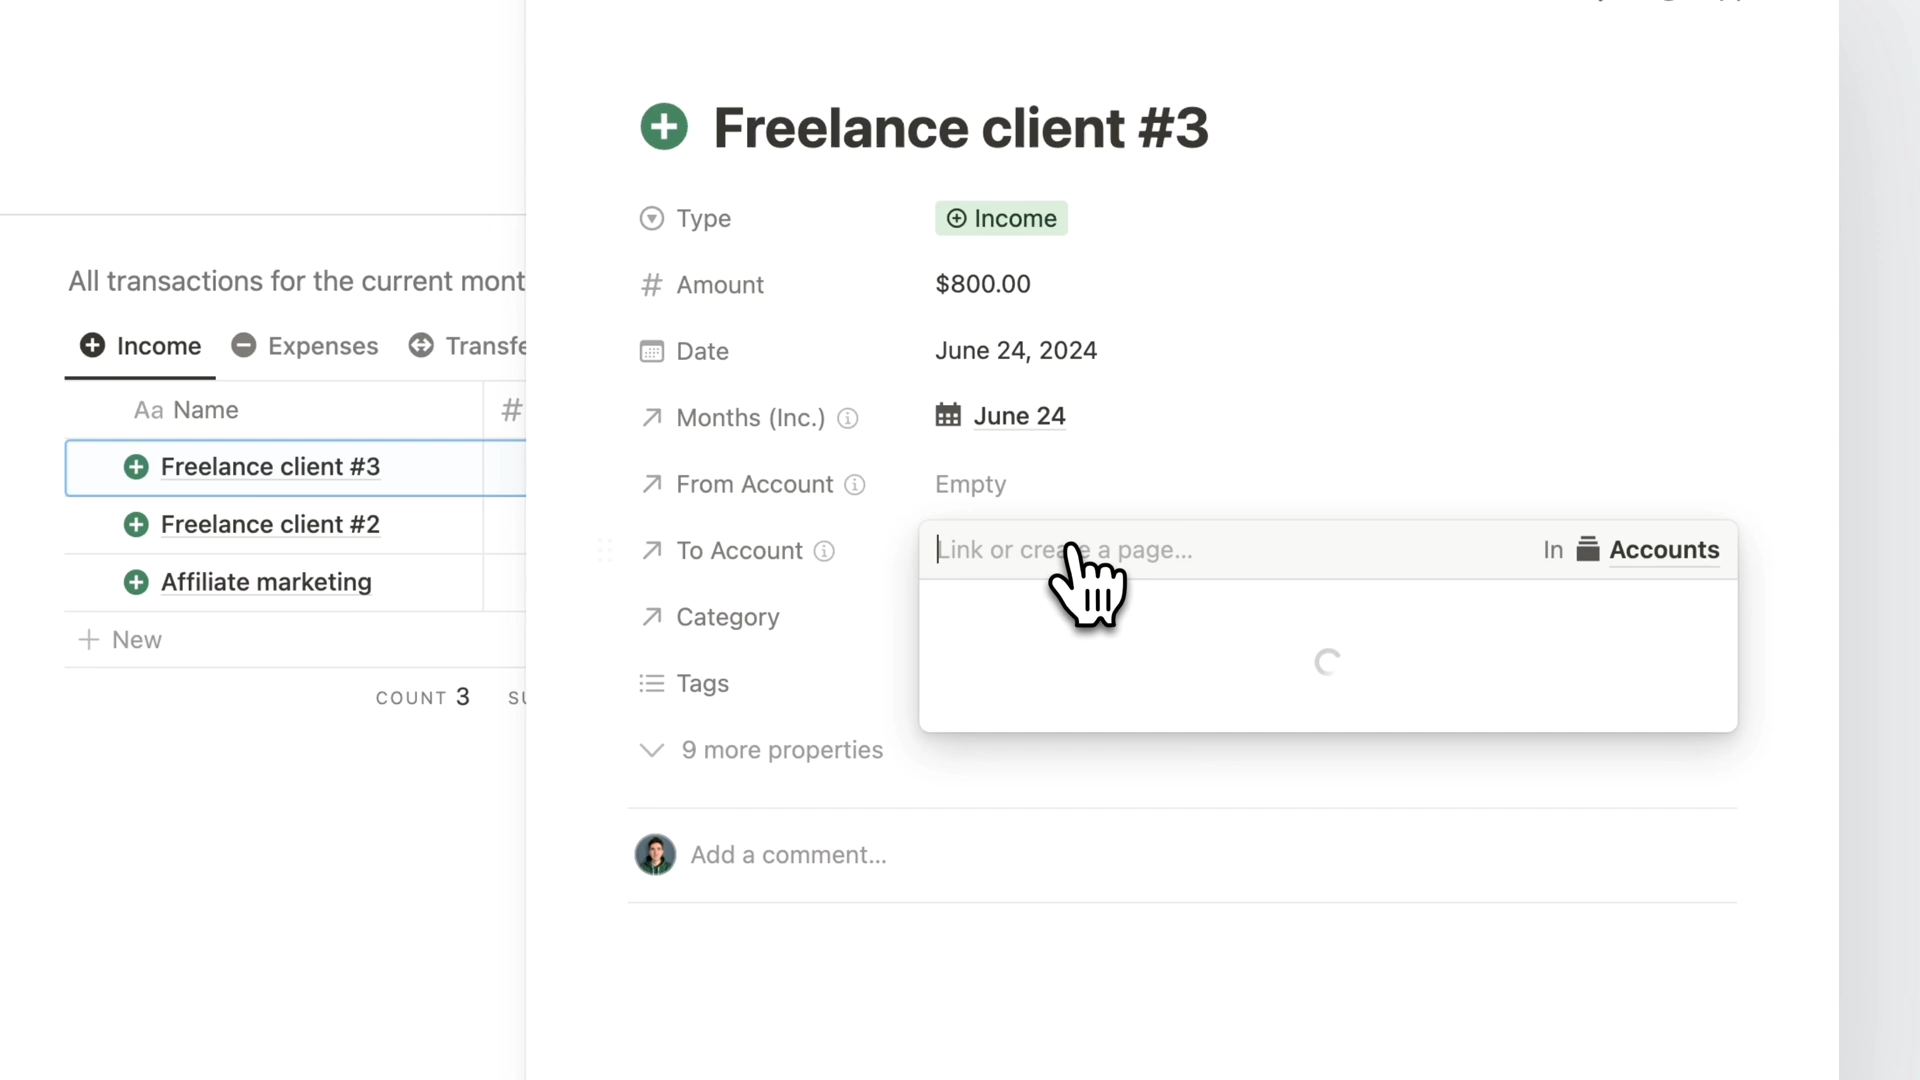 Freelance client #3
Type
Income
Amount
$800.00
Date
June 24, 2024
Months (Inc.)
June 24
From Account
Empty
To Account
Link or create a page...
In Accounts
Category
Tags
9 more properties
Add a comment...
All transactions for the current mont
Income
Expenses
Transfe
Aa Name
#
Freelance client #3
Freelance client #2
Affiliate marketing
New
COUNT 3
SU